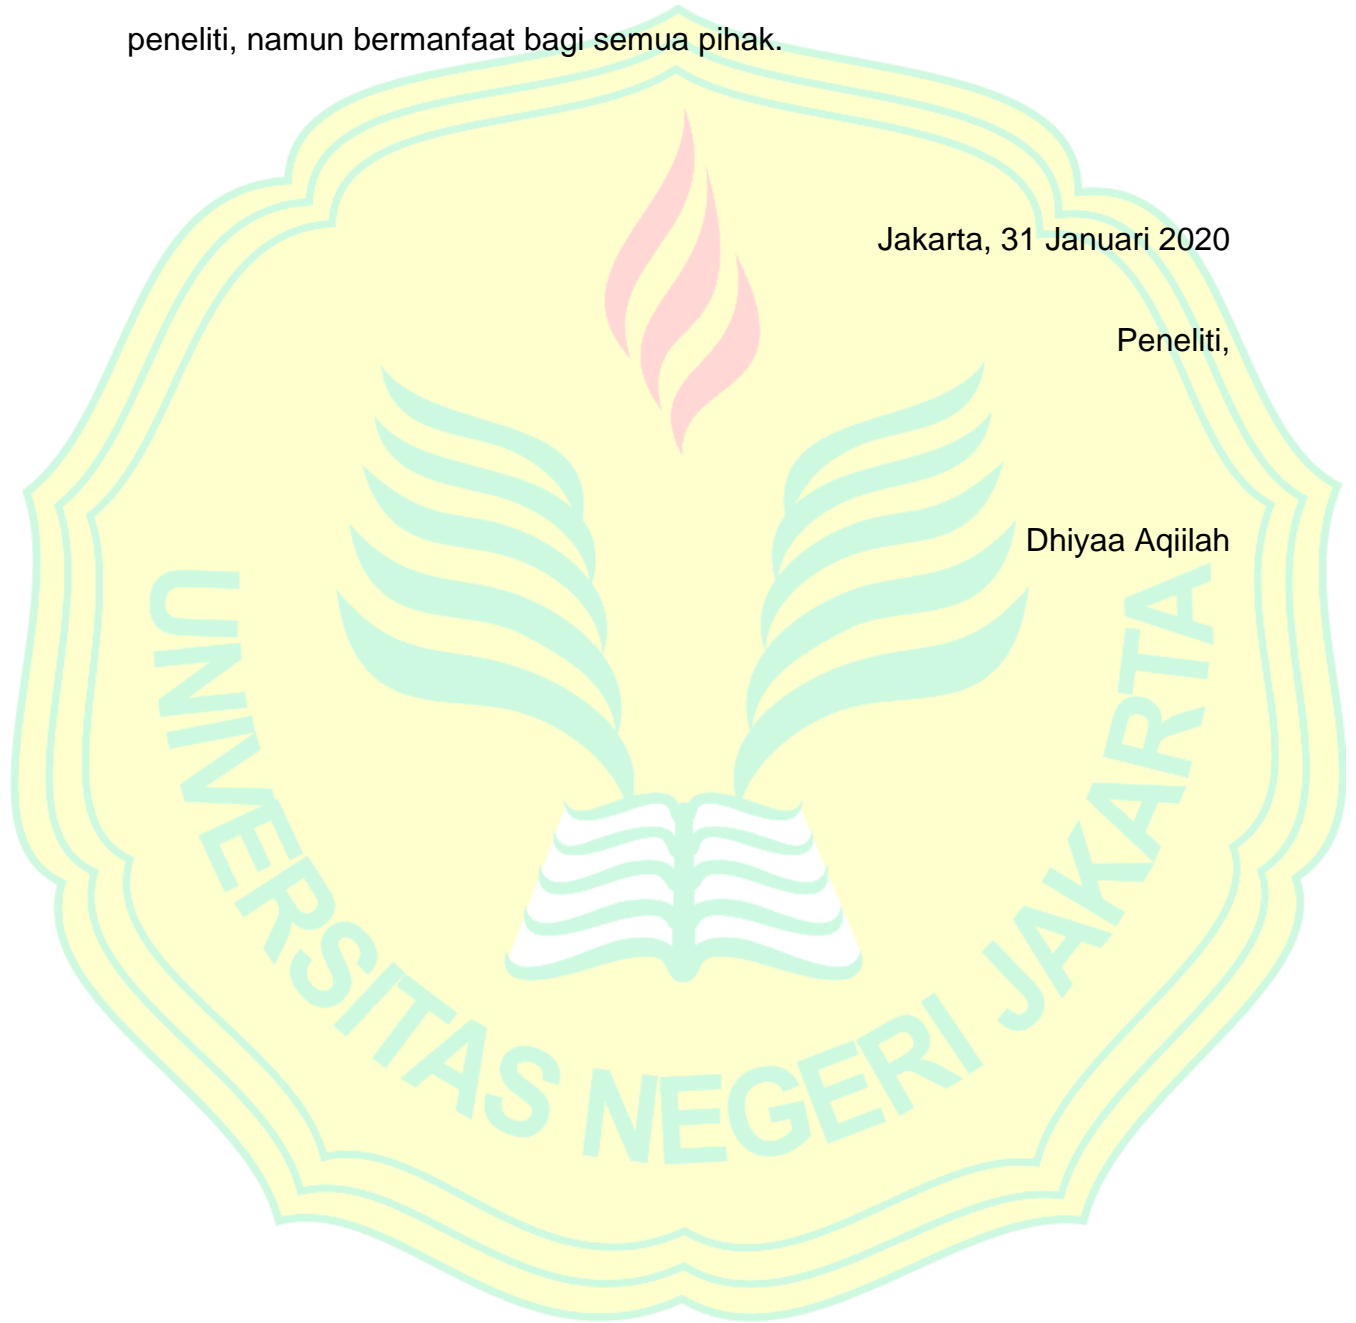 peneliti, namun bermanfaat bagi semua pihak.
Jakarta, 31 Januari 2020
Peneliti,
Dhiyaa Aqiilah
UNIVERSITAS NEGERI JAKARTA